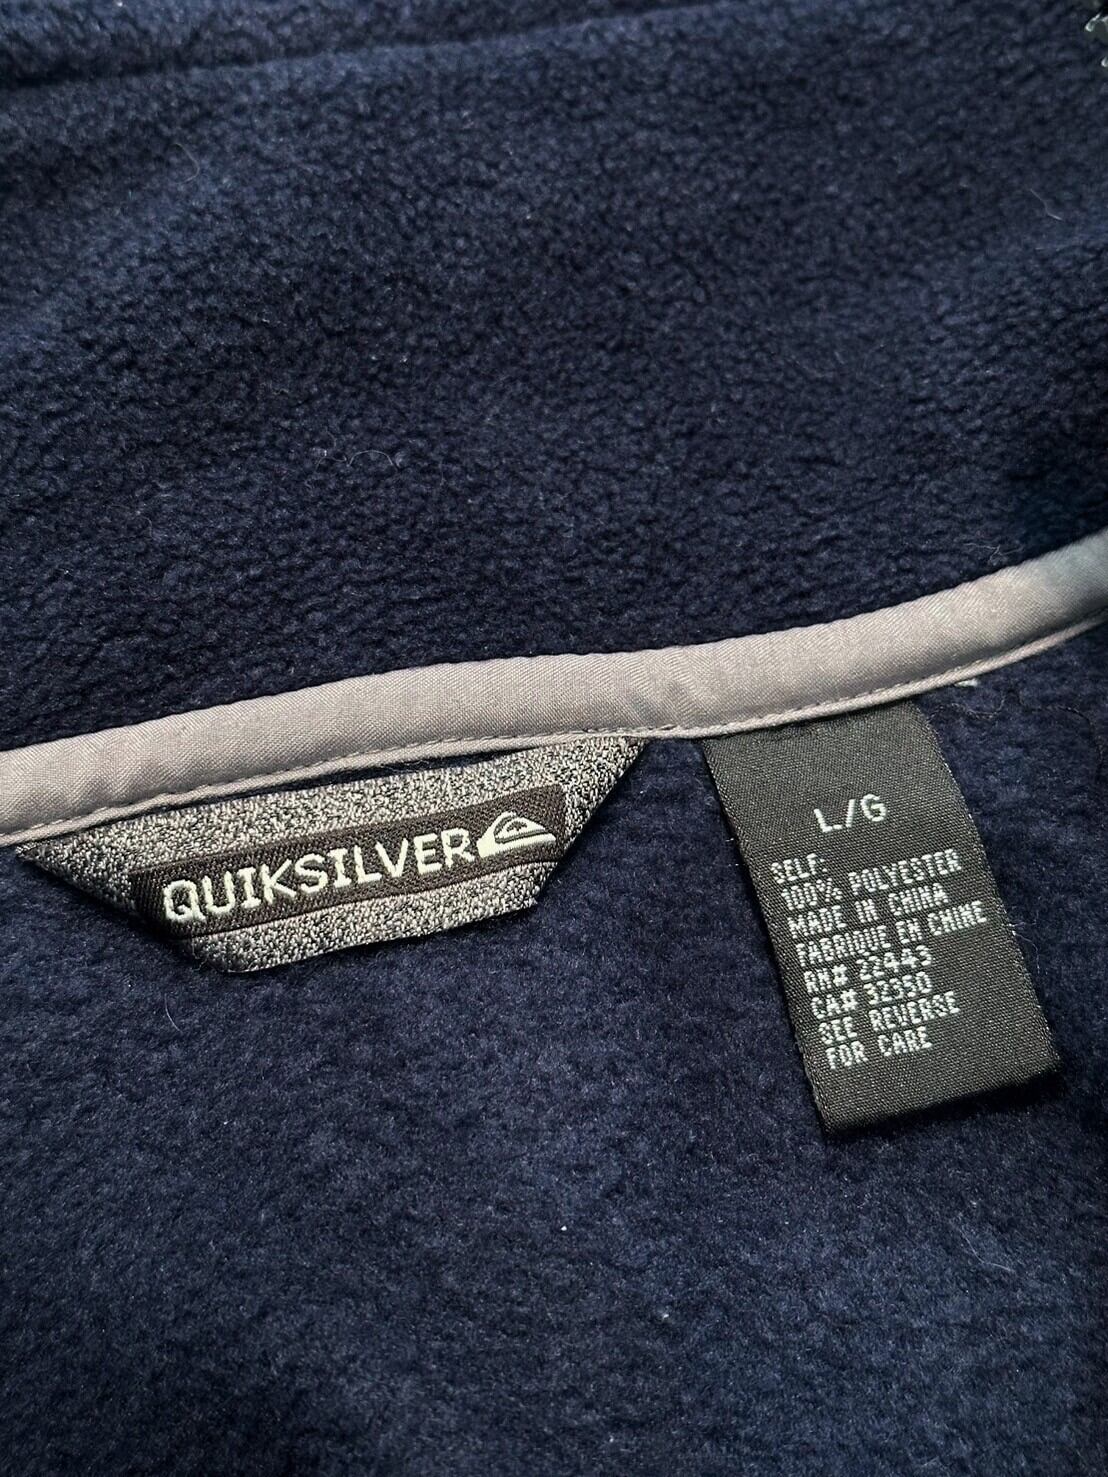 QUIKSILVER
L/G
SELF:
100% POLYESTER
MADE IN CHINA
FABRIQUE EN CHINE
RN# 22443
CA# 32380
SEE REVERSE
FOR CARE